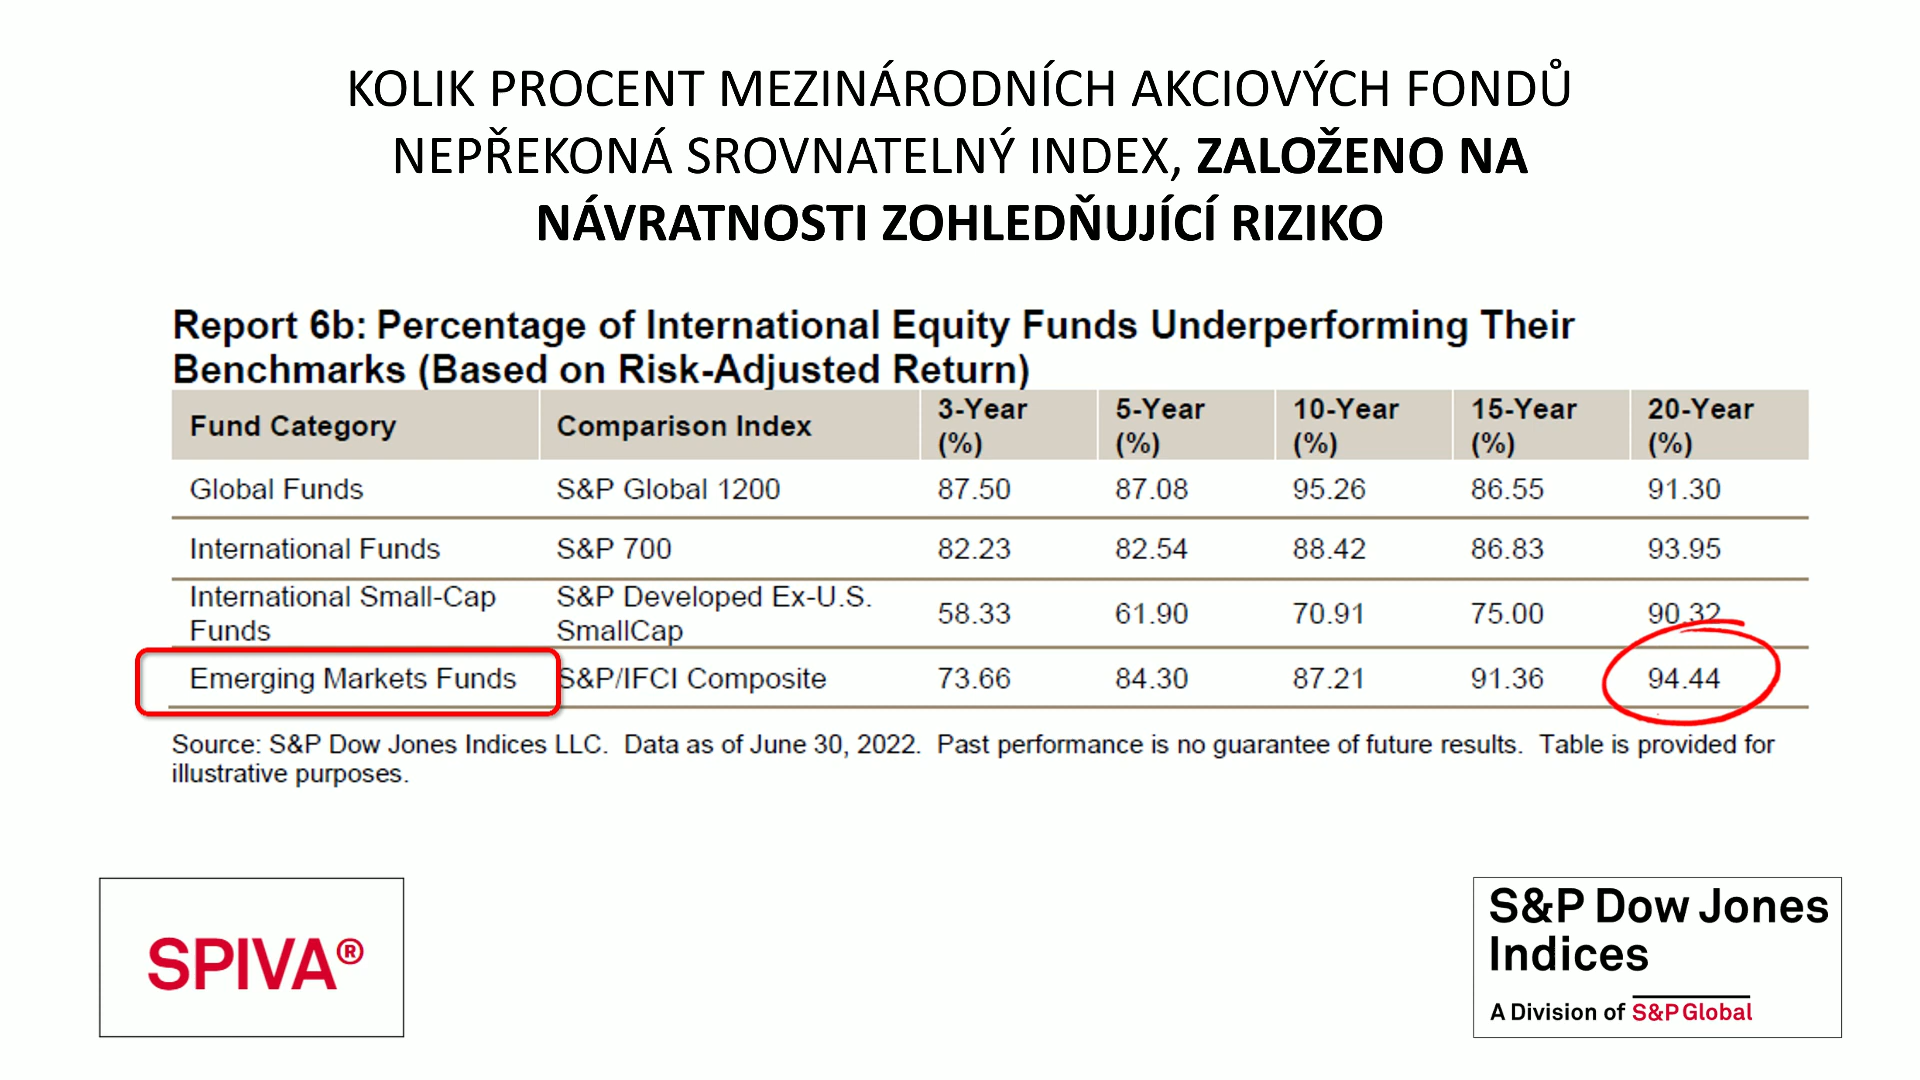 KOLIK PROCENT MEZINÁRODNÍCH AKCIOVÝCH FONDŮ
NEPŘEKONÁ SROVNATELNÝ INDEX, ZALOŽENO NA
NÁVRATNOSTI ZOHLEDŇUJÍCÍ RIZIKO
Report 6b: Percentage of International Equity Funds Underperforming Their
Benchmarks (Based on Risk-Adjusted Return)
Fund Category Comparison Index 3-Year (%) 5-Year (%) 10-Year (%) 15-Year (%) 20-Year (%)
Global Funds S&P Global 1200 87.50 87.08 95.26 86.55 91.30
International Funds S&P 700 82.23 82.54 88.42 86.83 93.95
International Small-Cap Funds S&P Developed Ex-U.S. SmallCap 58.33 61.90 70.91 75.00 90.32
Emerging Markets Funds S&P/IFCI Composite 73.66 84.30 87.21 91.36 94.44
Source: S&P Dow Jones Indices LLC. Data as of June 30, 2022. Past performance is no guarantee of future results. Table is provided for
illustrative purposes.
SPIVA®
S&P Dow Jones
Indices
A Division of S&P Global